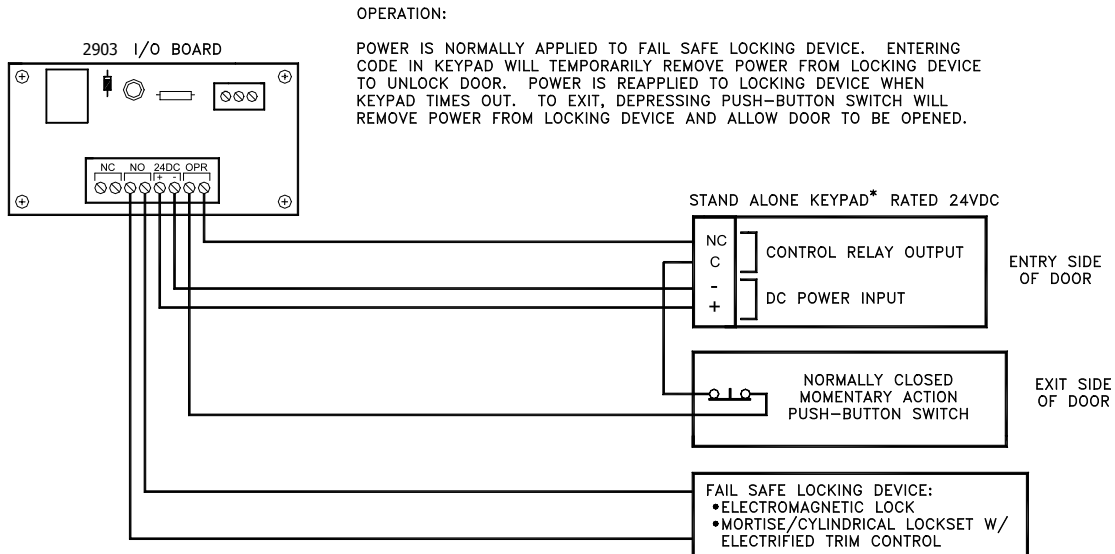 OPERATION:
2903 I/O BOARD
POWER IS NORMALLY APPLIED TO FAIL SAFE LOCKING DEVICE. ENTERING
CODE IN KEYPAD WILL TEMPORARILY REMOVE POWER FROM LOCKING DEVICE
TO UNLOCK DOOR. POWER IS REAPPLIED TO LOCKING DEVICE WHEN
KEYPAD TIMES OUT. TO EXIT, DEPRESSING PUSH-BUTTON SWITCH WILL
REMOVE POWER FROM LOCKING DEVICE AND ALLOW DOOR TO BE OPENED.
NC NO 24DC OPR
+ -
STAND ALONE KEYPAD* RATED 24VDC
NC
C
-
+
CONTROL RELAY OUTPUT
DC POWER INPUT
ENTRY SIDE
OF DOOR
NORMALLY CLOSED
MOMENTARY ACTION
PUSH-BUTTON SWITCH
EXIT SIDE
OF DOOR
FAIL SAFE LOCKING DEVICE:
•ELECTROMAGNETIC LOCK
•MORTISE/CYLINDRICAL LOCKSET W/
ELECTRIFIED TRIM CONTROL